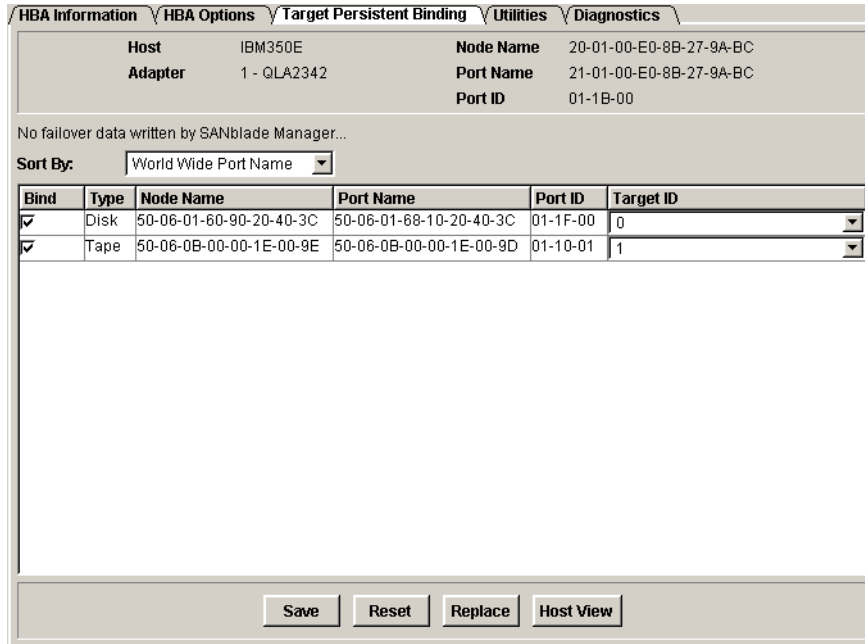 HBA Information HBA Options Target Persistent Binding Utilities Diagnostics
Host IBM350E Node Name 20-01-00-E0-8B-27-9A-BC
Adapter 1 - QLA2342 Port Name 21-01-00-E0-8B-27-9A-BC
Port ID 01-1B-00
No failover data written by SANblade Manager...
Sort By: World Wide Port Name
Bind Type Node Name Port Name Port ID Target ID
Disk 50-06-01-60-90-20-40-3C 50-06-01-68-10-20-40-3C 01-1F-00 0
Tape 50-06-0B-00-00-1E-00-9E 50-06-0B-00-00-1E-00-9D 01-10-01 1
Save Reset Replace Host View